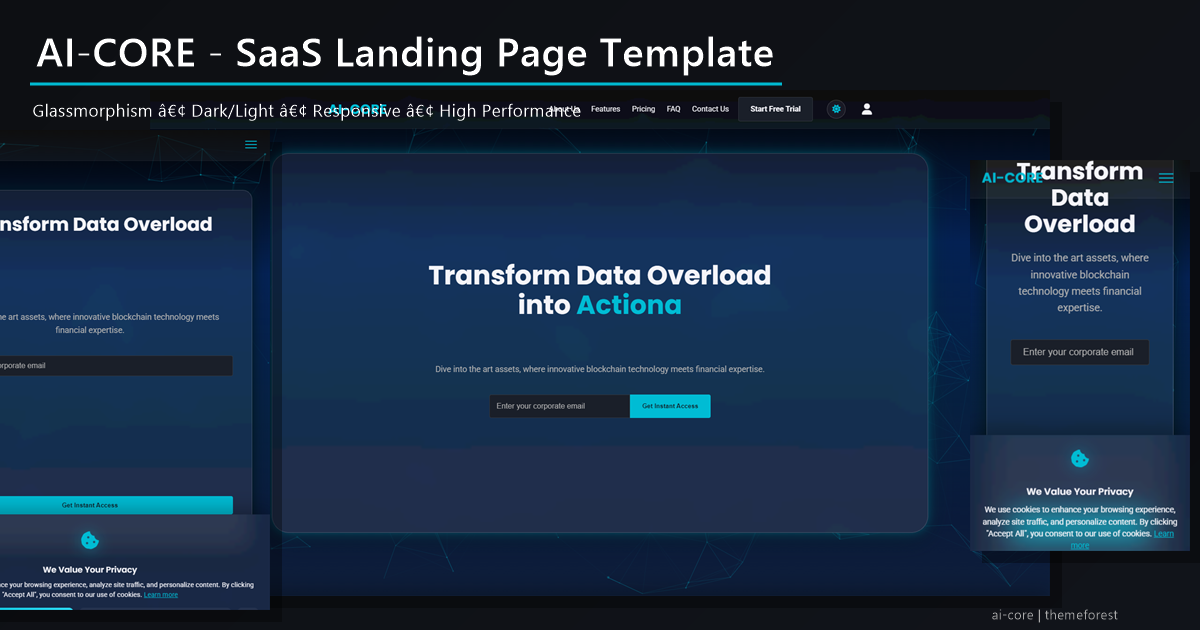 AI-CORE - SaaS Landing Page Template
Glassmorphism â€¢ Dark/Light â€¢ Responsive â€¢ High Performance
AI-CORE
About Us Features Pricing FAQ Contact Us Start Free Trial
nsform Data Overload
e art assets, where innovative blockchain technology meets
financial expertise.
orporate email
Get Instant Access
We Value Your Privacy
ce your browsing experience, analyze site traffic, and personalize content. By clicking
"Accept All", you consent to our use of cookies. Learn more
Transform Data Overload
into Actiona
Dive into the art assets, where innovative blockchain technology meets financial expertise.
Enter your corporate email Get Instant Access
AI-CORE
Transform
Data
Overload
Dive into the art assets, where
innovative blockchain
technology meets financial
expertise.
Enter your corporate email
We Value Your Privacy
We use cookies to enhance your browsing experience,
analyze site traffic, and personalize content. By clicking
"Accept All", you consent to our use of cookies. Learn
more
ai-core | themeforest